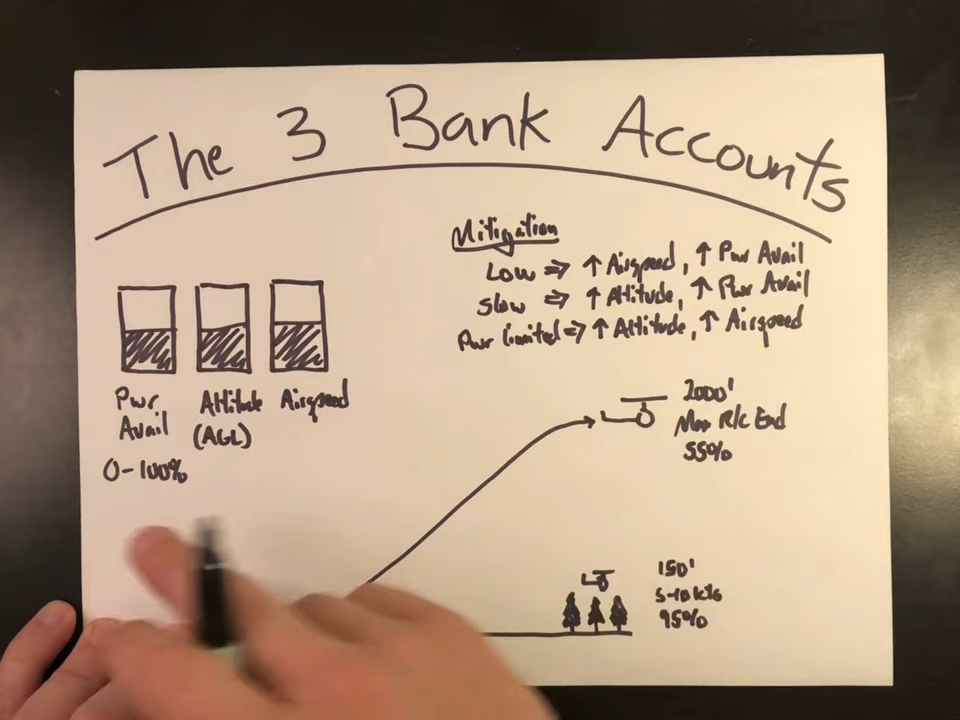 The 3 Bank Accounts
Mitigation
Low ⇒ ↑ Airspeed, ↑ Pwr Avail
Slow ⇒ ↑ Altitude, ↑ Pwr Avail
Pwr limited ⇒ ↑ Altitude, ↑ Airspeed
Pwr Avail
0-100%
Altitude
(AGL)
Airspeed
2000'
Max R/C End
55%
150'
5-10 kts
95%